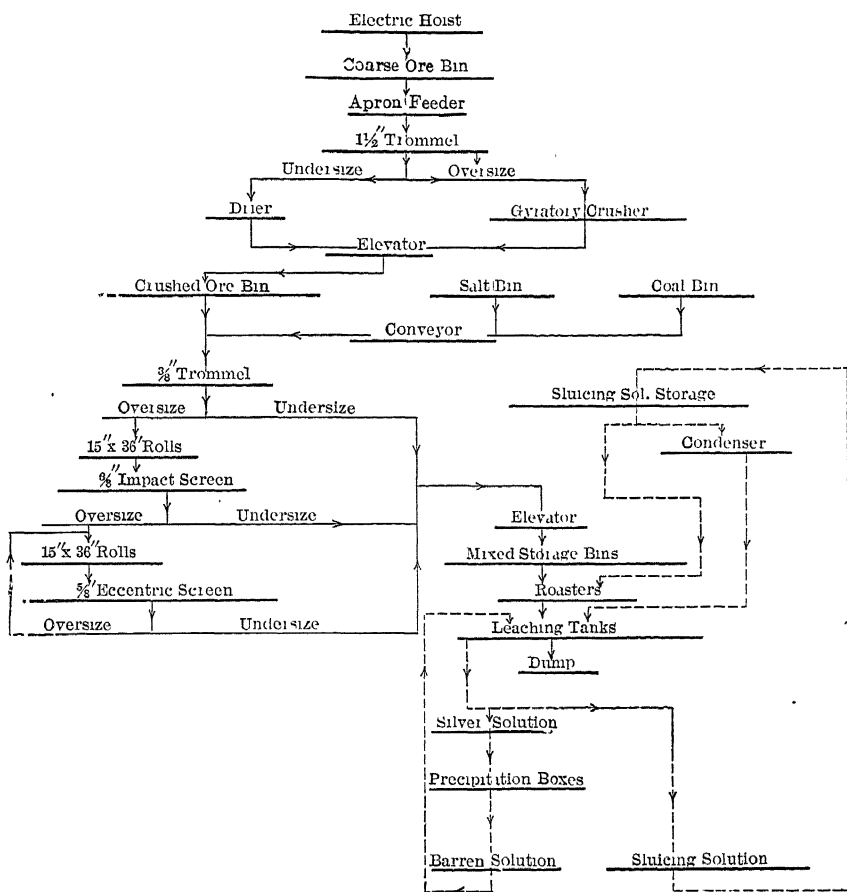 Electric Hoist
Coarse Ore Bin
Apron Feeder
1½" Trommel
Undersize Oversize
Drier Gyratory Crusher
Elevator
Crushed Ore Bin Salt Bin Coal Bin
Conveyor
⅜" Trommel
Sluicing Sol. Storage
Oversize Undersize
Condenser
15" x 36" Rolls
Impact Screen
Oversize Undersize
Elevator
15" x 36" Rolls
Mixed Storage Bins
⅝" Eccentric Screen
Roasters
Oversize Undersize
Leaching Tanks
Dump
Silver Solution
Precipitation Boxes
Barren Solution Sluicing Solution